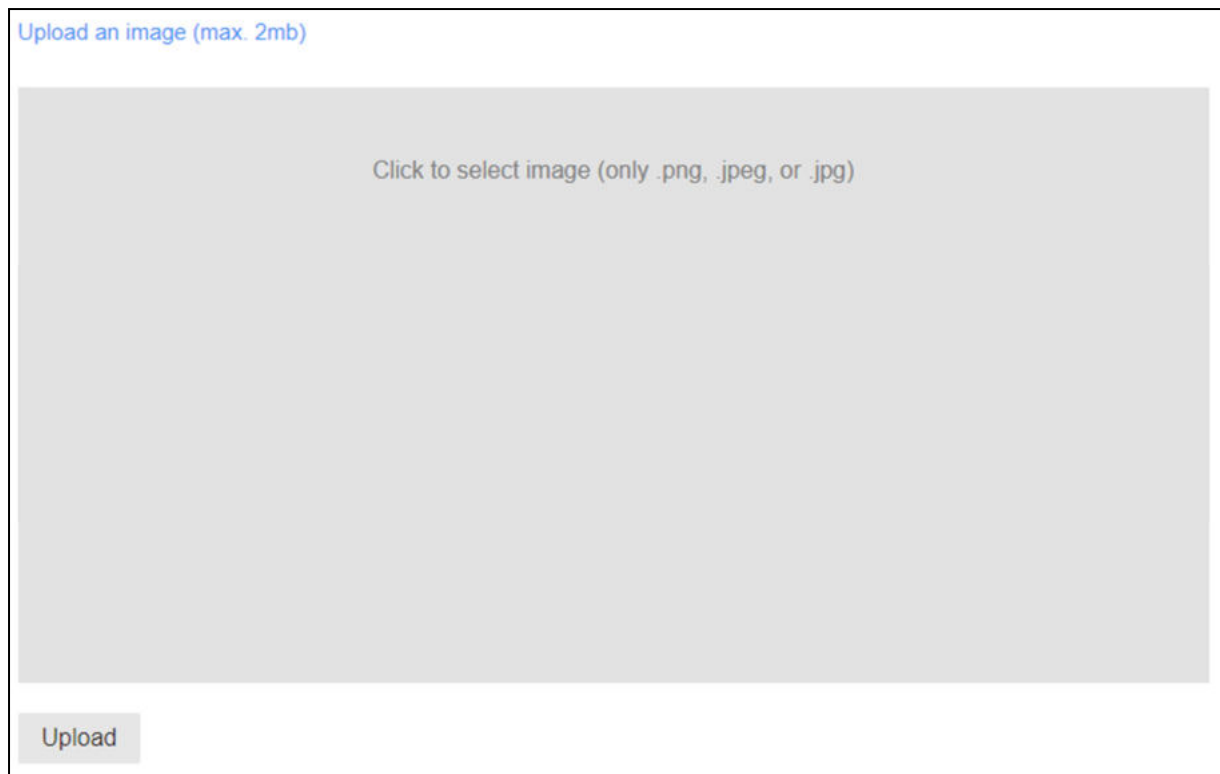 Upload an image (max. 2mb)
Click to select image (only .png, .jpeg, or .jpg)
Upload